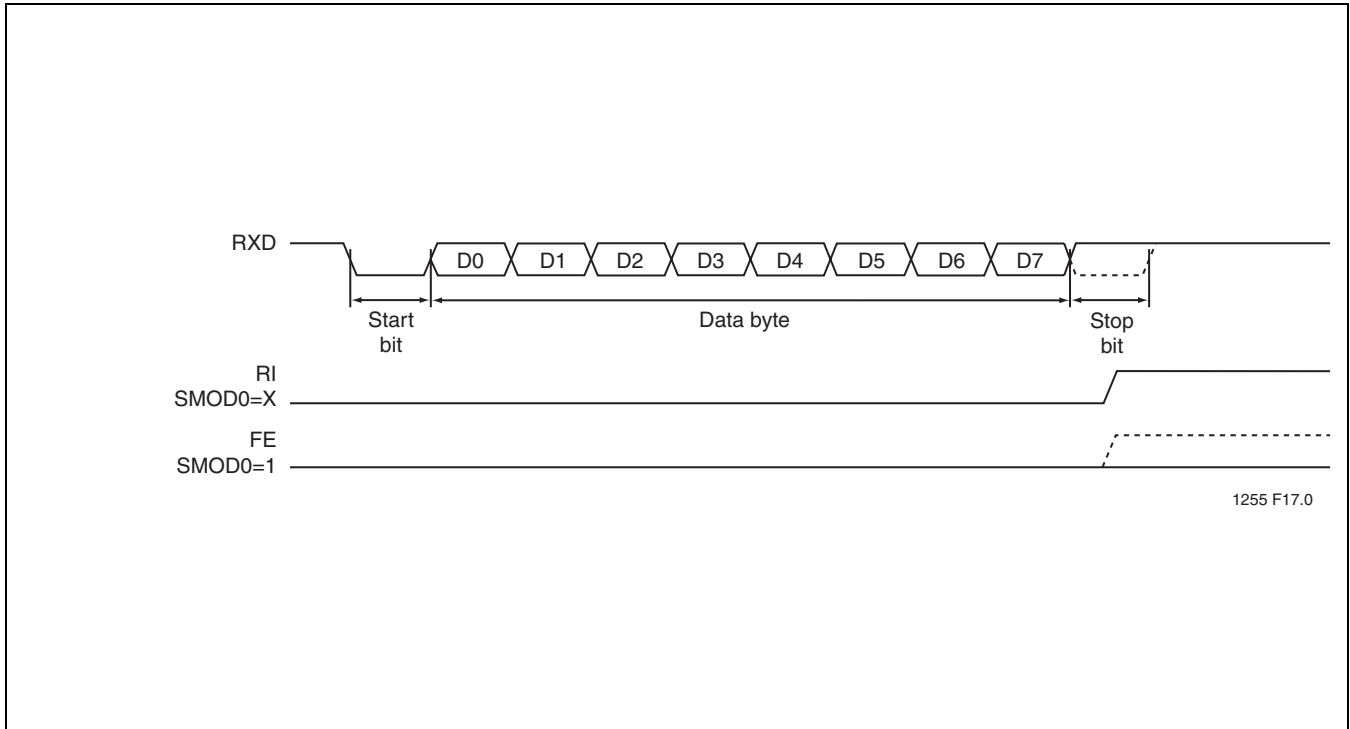 RXD
D0 D1 D2 D3 D4 D5 D6 D7
Start
bit
Data byte
Stop
bit
RI
SMOD0=X
FE
SMOD0=1
1255 F17.0